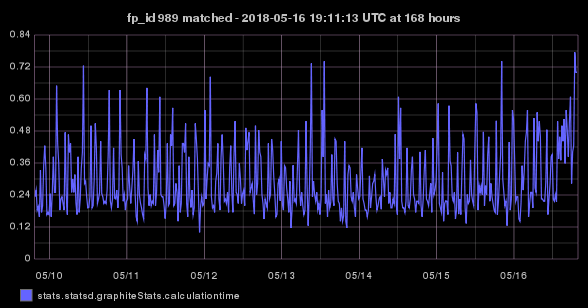 fp_id 989 matched - 2018-05-16 19:11:13 UTC at 168 hours
0.84
0.72
0.60
0.48
0.36
0.24
0.12
0
05/10 05/11 05/12 05/13 05/14 05/15 05/16
stats.statsd.graphiteStats.calculationtime